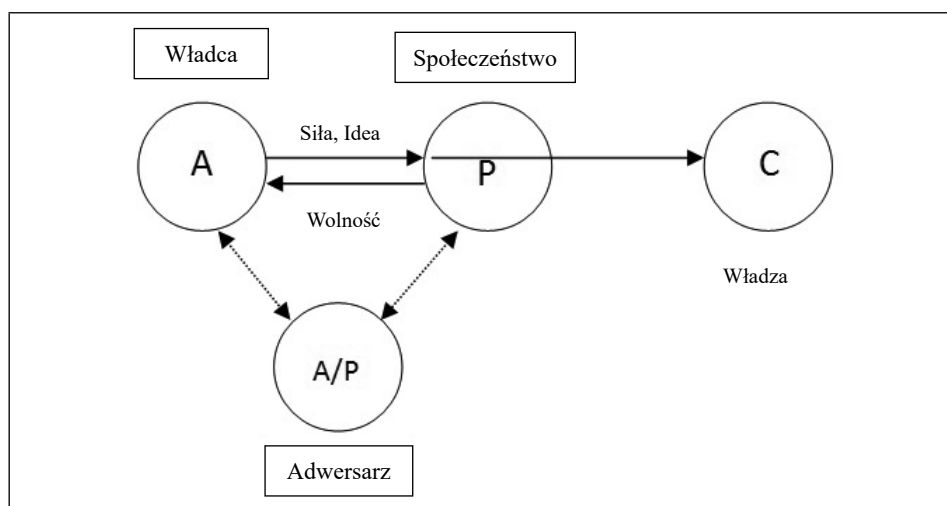 Władca
Społeczeństwo
Siła, Idea
A
P
C
Wolność
Władza
A/P
Adwersarz